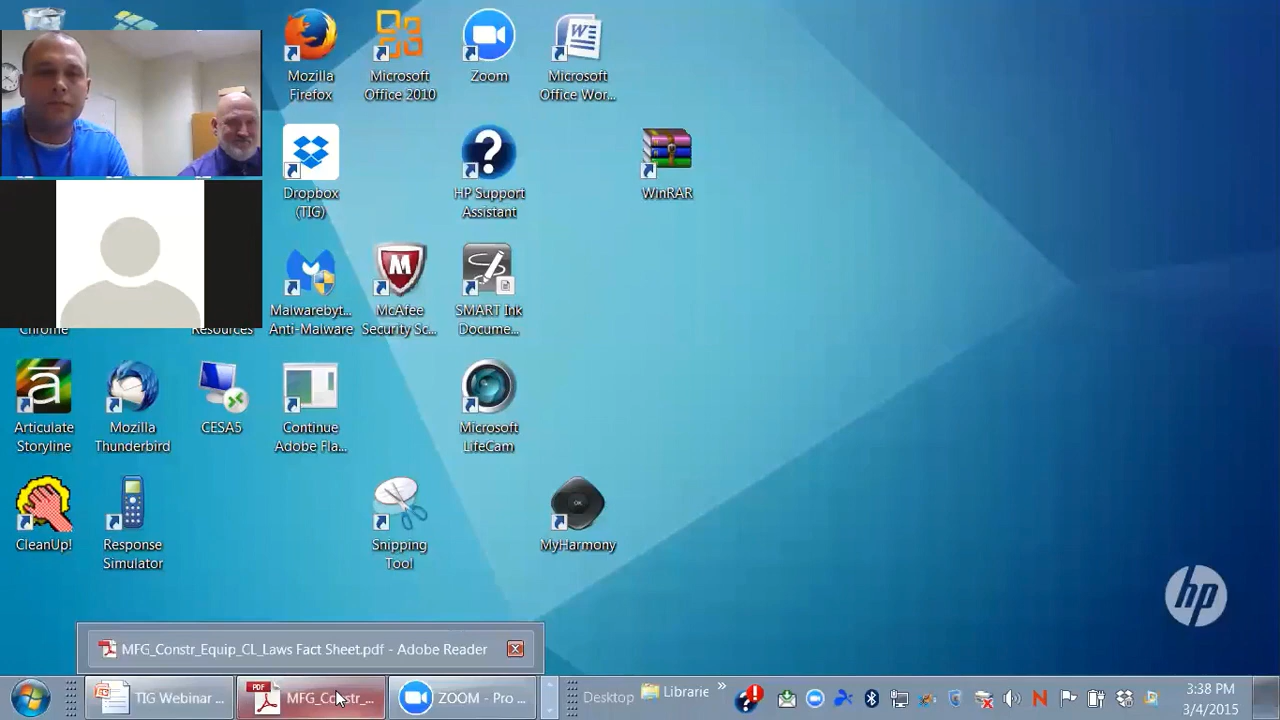 Mozilla
Firefox
Microsoft
Office 2010
Zoom
Microsoft
Office Wor...
Dropbox
(TIG)
HP Support
Assistant
WinRAR
Chrome
Resources
Malwarebyt...
Anti-Malware
McAfee
Security Sc...
SMART Ink
Docume...
Articulate
Storyline
Mozilla
Thunderbird
CESA5
Continue
Adobe Fla...
Microsoft
LifeCam
CleanUp!
Response
Simulator
Snipping
Tool
OK
MyHarmony
hp
MFG_Constr_Equip_CL_Laws Fact Sheet.pdf - Adobe Reader
TIG Webinar ...
PDF
MFG_Constr_...
ZOOM - Pro ...
Desktop
Librarie
»
3:38 PM
3/4/2015